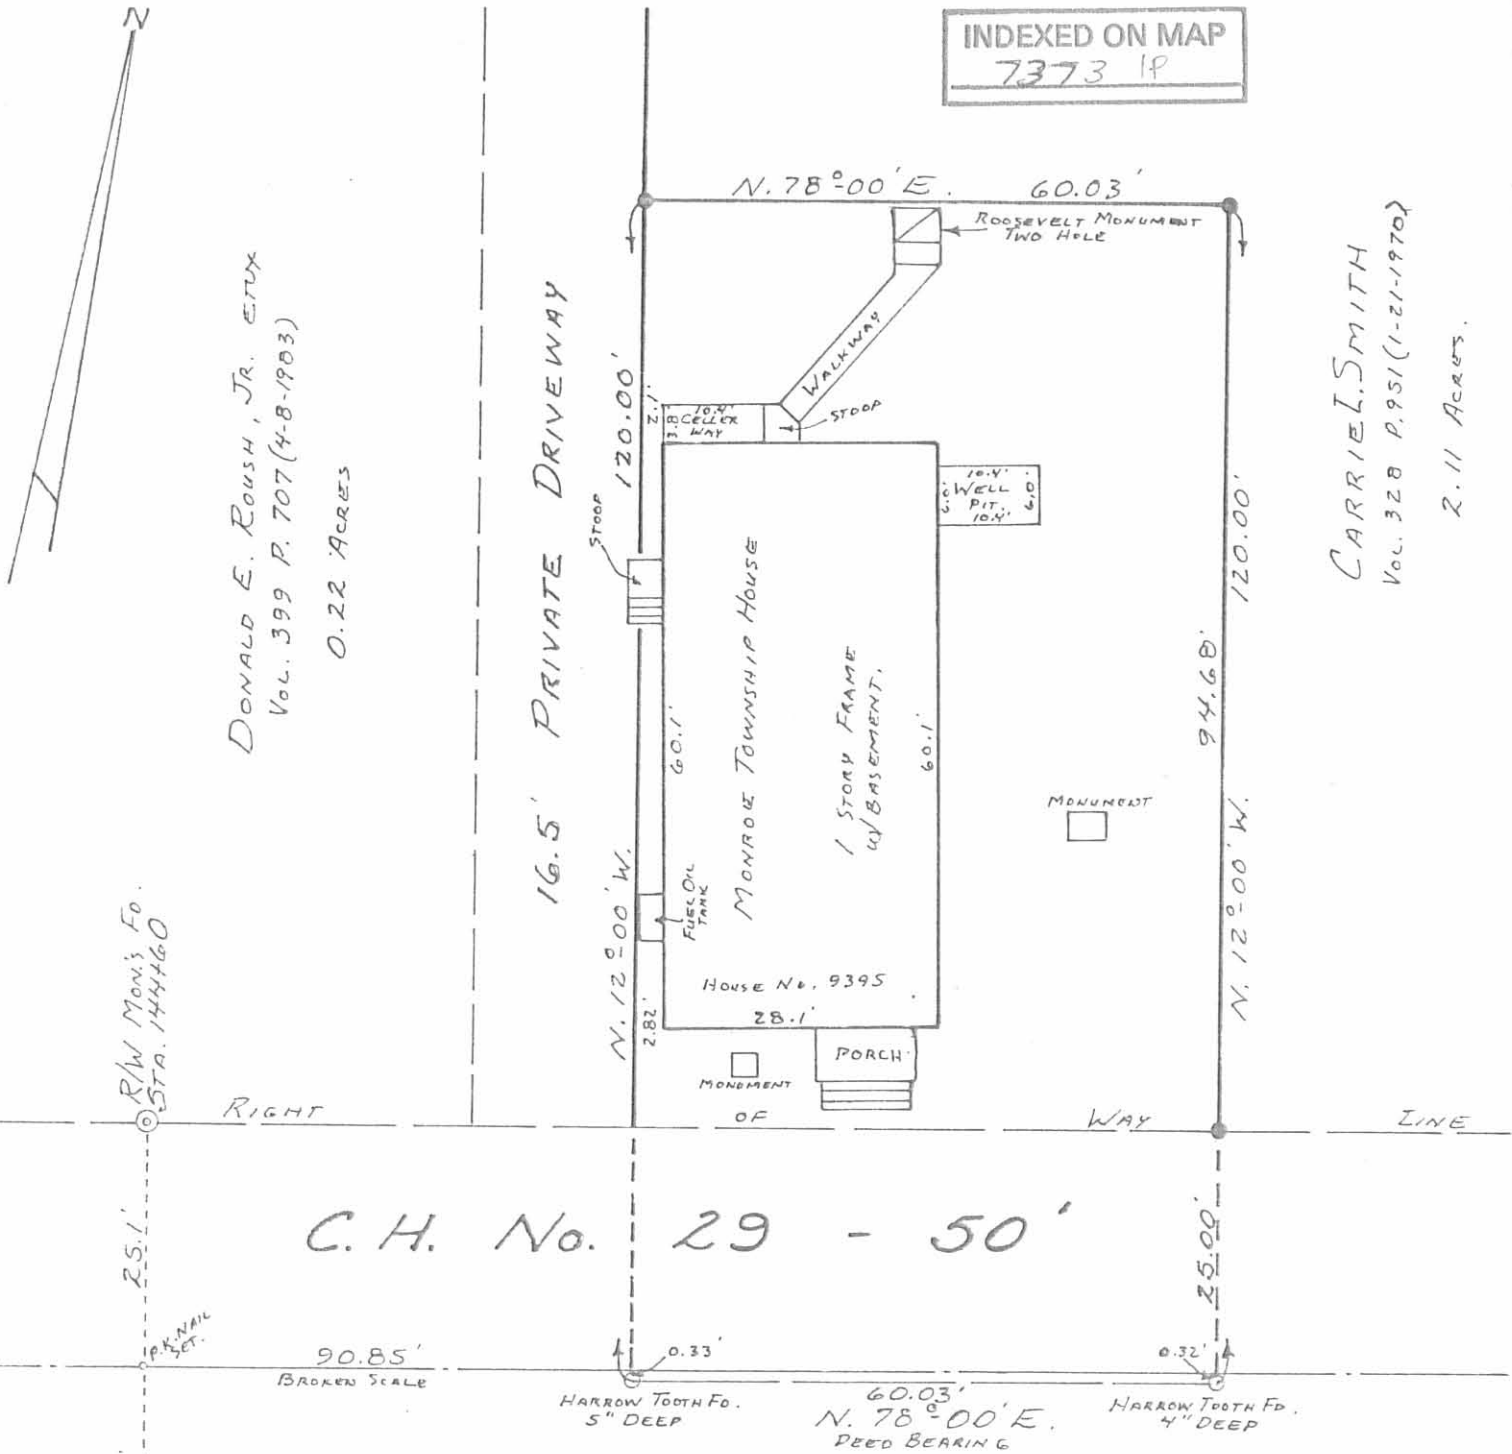 N
INDEXED ON MAP
7373 1P
N. 78°-00' E.
60.03'
ROOSEVELT MONUMENT
TWO HOLE
DONALD E. ROUSH, JR. ETUX
VOL. 399 P. 707 (4-8-1983)
0.22 ACRES
16.5' PRIVATE DRIVEWAY
120.00'
2.1'
3.8'
10.4'
CELLER
WAY
WALKWAY
STOOP
10.4'
6.0'
WELL
PIT.
6.0'
10.4'
STOOP
CARRIE L. SMITH
VOL. 328 P. 951 (1-21-1970)
2.11 ACRES.
120.00'
94.68'
N. 12°-00' W.
60.1'
MONROE TOWNSHIP HOUSE
1 STORY FRAME
W/ BASEMENT.
60.1'
MONUMENT
FUEL OIL
TANK
N. 12°-00' W.
2.82'
HOUSE No. 9395
28.1'
PORCH
MONUMENT
R/W MON'S FD.
STA. 144+60
RIGHT OF WAY LINE
25.1'
C. H. No. 29 - 50'
25.00'
P.K. NAIL
SET.
90.85'
BROKEN SCALE
0.33'
0.32'
HARROW TOOTH FD.
5" DEEP
60.03'
N. 78°-00' E.
DEED BEARING
HARROW TOOTH FD.
4" DEEP